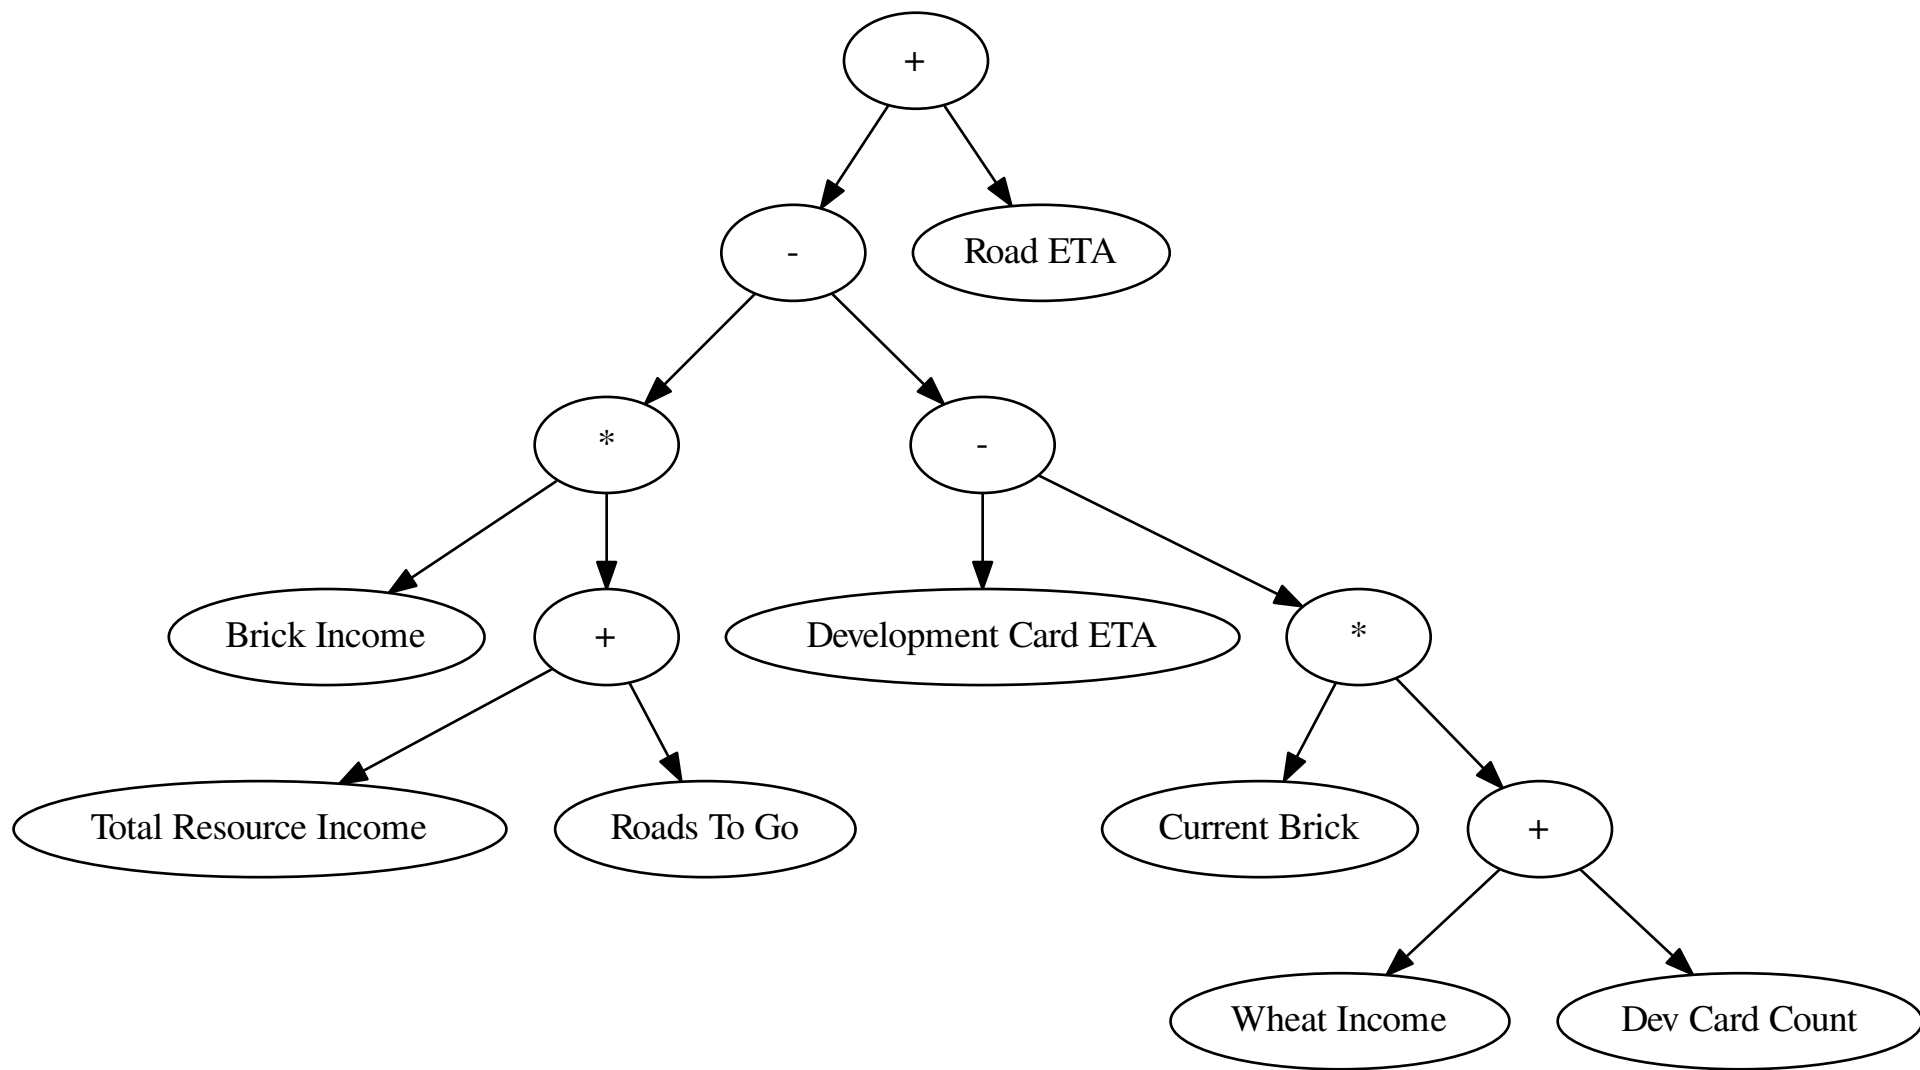 +
-
Road ETA
*
-
Brick Income
+
Development Card ETA
*
Total Resource Income
Roads To Go
Current Brick
+
Wheat Income
Dev Card Count